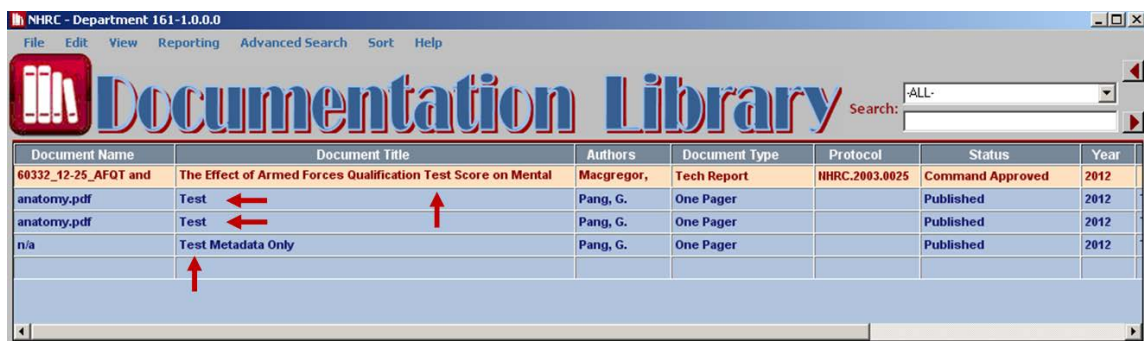 NHRC - Department 161-1.0.0.0
File Edit View Reporting Advanced Search Sort Help
Documentation Library
Search: -ALL-
Document Name Document Title Authors Document Type Protocol Status Year
60332_12-25_AFQT and The Effect of Armed Forces Qualification Test Score on Mental Macgregor, Tech Report NHRC.2003.0025 Command Approved 2012
anatomy.pdf Test Pang, G. One Pager Published 2012
anatomy.pdf Test Pang, G. One Pager Published 2012
n/a Test Metadata Only Pang, G. One Pager Published 2012